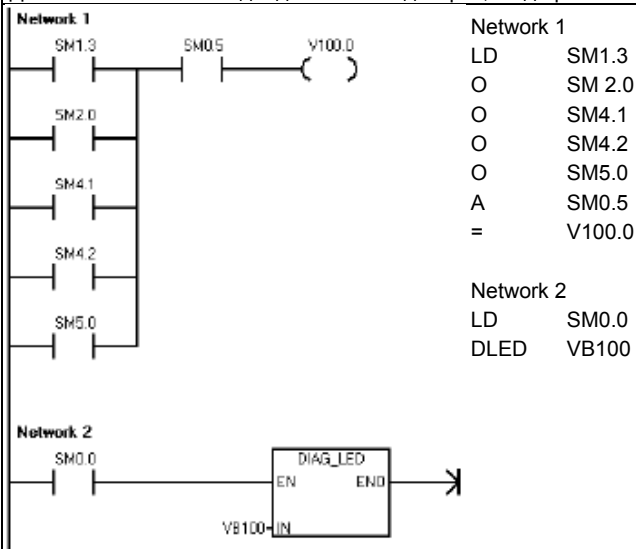 Network 1
SM1.3 SM0.5 V100.0
SM2.0
SM4.1
SM4.2
SM5.0
Network 2
SM0.0
DIAG_LED
EN ENO
VB100 IN
Network 1
LD SM1.3
O SM 2.0
O SM4.1
O SM4.2
O SM5.0
A SM0.5
= V100.0
Network 2
LD SM0.0
DLED VB100